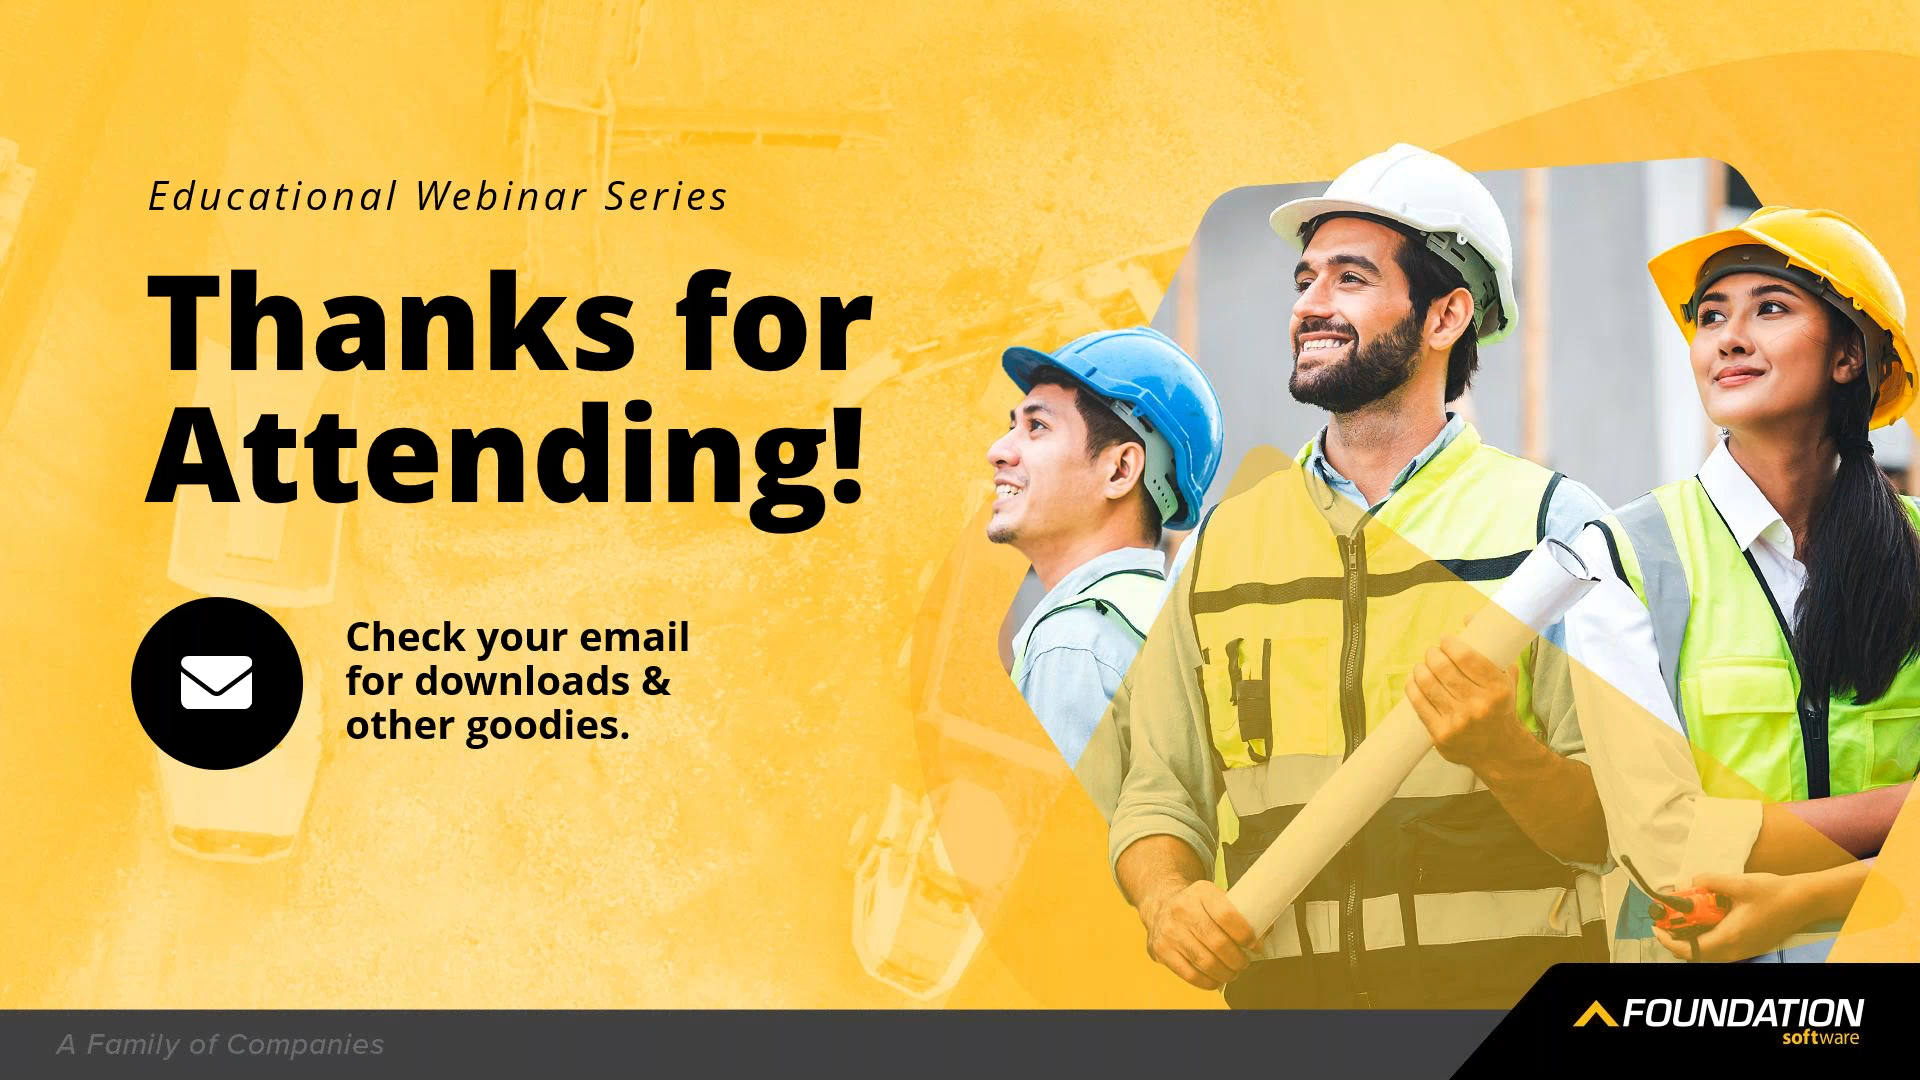 Educational Webinar Series
Thanks for
Attending!
Check your email
for downloads &
other goodies.
A Family of Companies
FOUNDATION
software